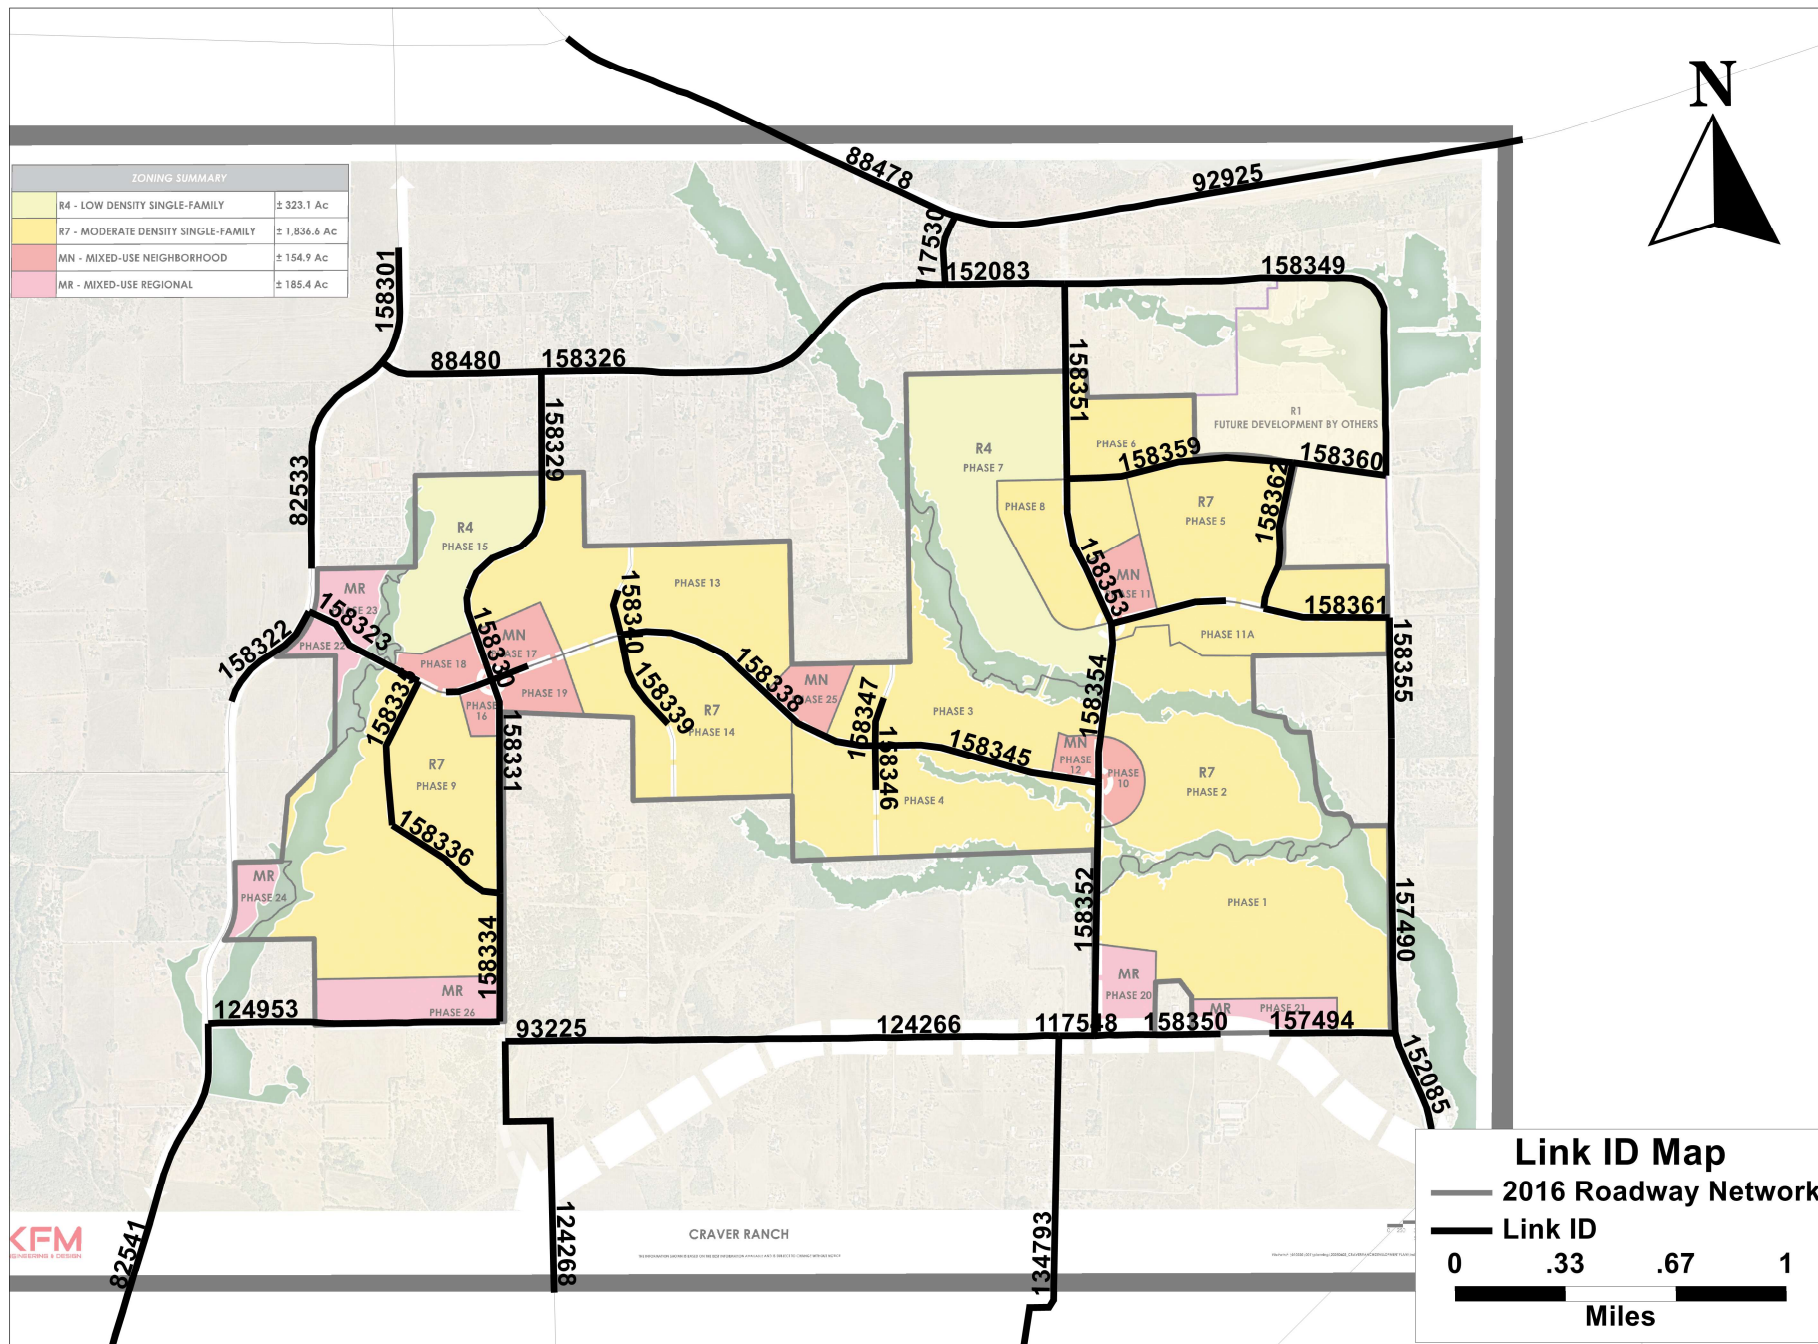 N
88478
92925
117530
152083
158349
ZONING SUMMARY
R4 - LOW DENSITY SINGLE-FAMILY ± 323.1 Ac
R7 - MODERATE DENSITY SINGLE-FAMILY ± 1,836.6 Ac
MN - MIXED-USE NEIGHBORHOOD ± 154.9 Ac
MR - MIXED-USE REGIONAL ± 185.4 Ac
158301
88480
158326
158351
158329
R1
FUTURE DEVELOPMENT BY OTHERS
PHASE 6
158359
158360
R4
PHASE 7
82533
158362
R7
PHASE 5
PHASE 8
R4
PHASE 15
MN
158353
MR
PHASE 13
158340
158323
158361
158322
PHASE 22
MN
158330
PHASE 11A
158355
PHASE 18
PHASE 19
158338
MN
158354
PHASE
16
158339
158347
PHASE 3
R7
PHASE 14
158331
158346
158345
MN
PHASE
12
PHASE
10
R7
PHASE 2
R7
PHASE 9
PHASE 4
158336
MR
PHASE 24
158352
PHASE 1
157490
158334
MR
PHASE 20
MR
PHASE 26
MR
PHASE 21
124953
93225
124266
117548
158350
157494
152085
82541
124268
134793
KFM
CRAVER RANCH
Link ID Map
2016 Roadway Network
Link ID
0 .33 .67 1
Miles